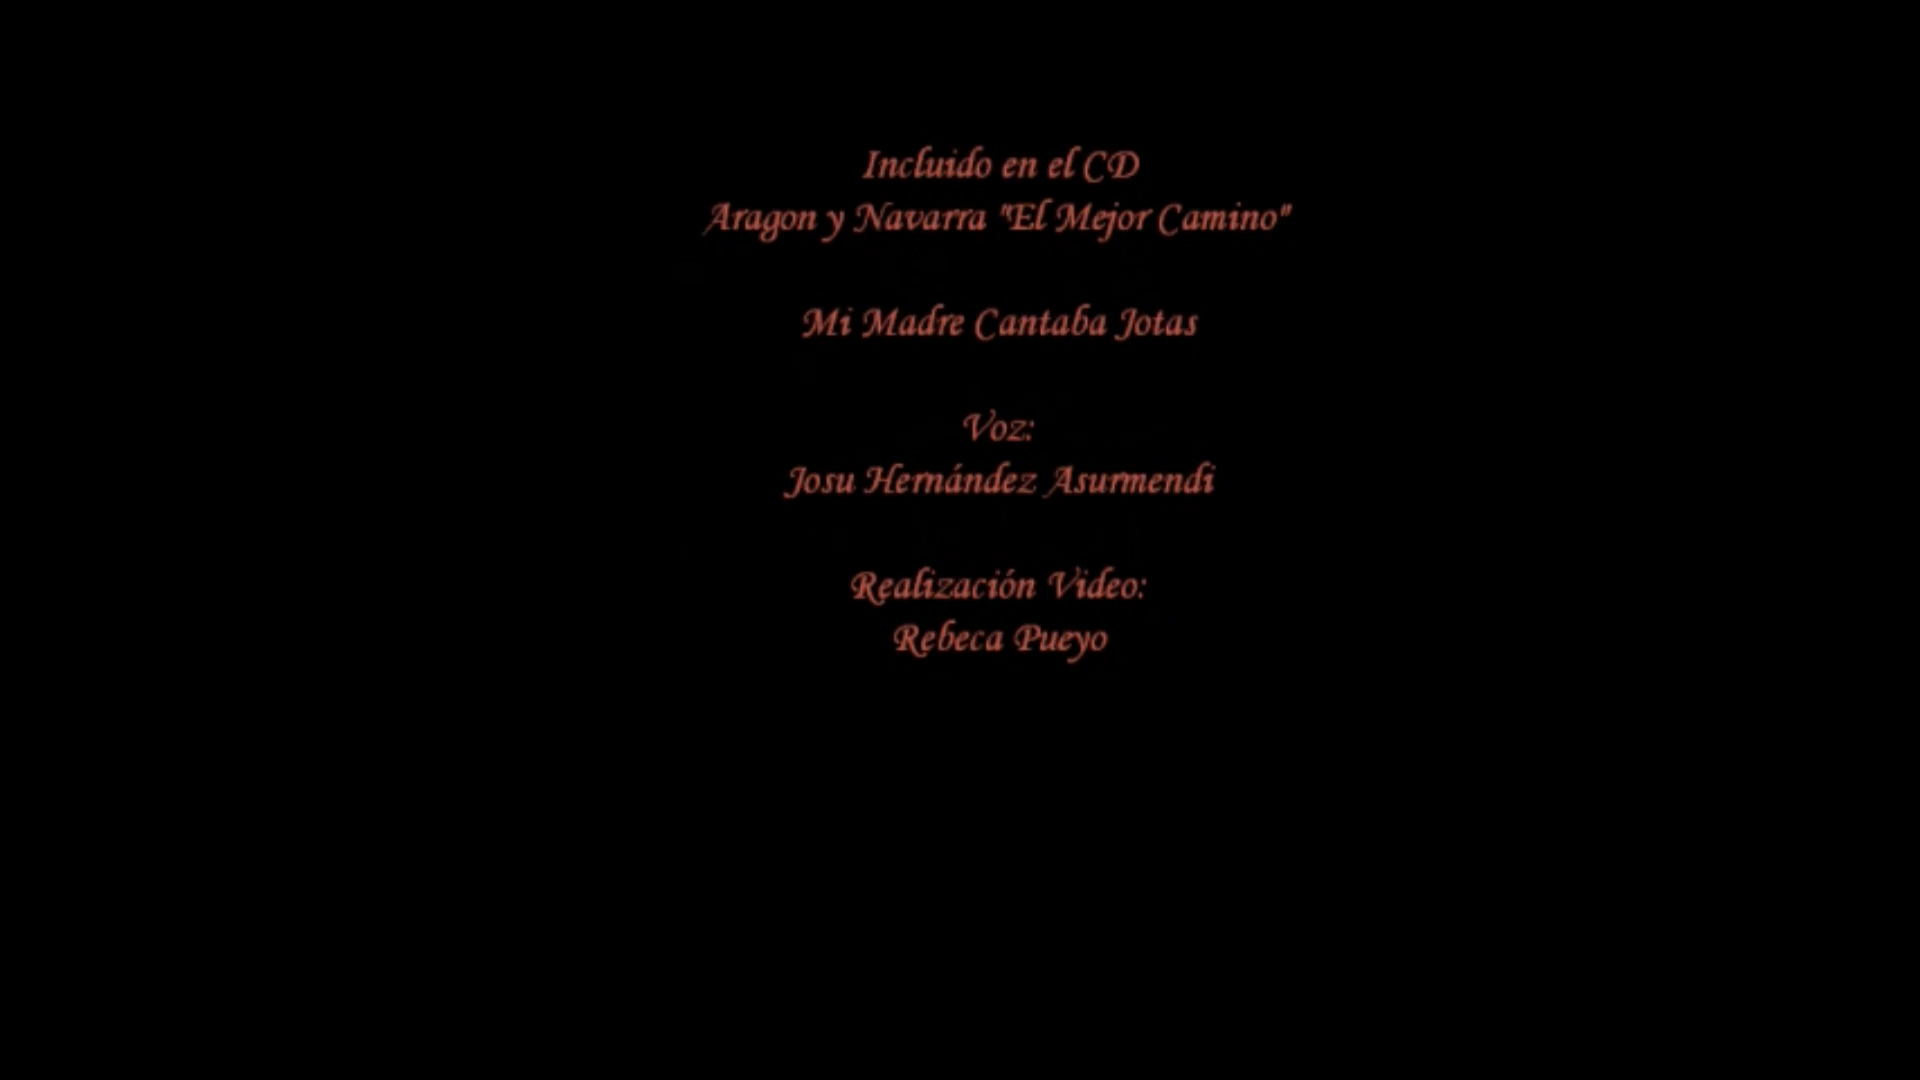 Incluido en el CD
Aragon y Navarra "El Mejor Camino"
Mi Madre Cantaba Jotas
Voz:
Josu Hernández Asurmendi
Realización Video:
Rebeca Pueyo